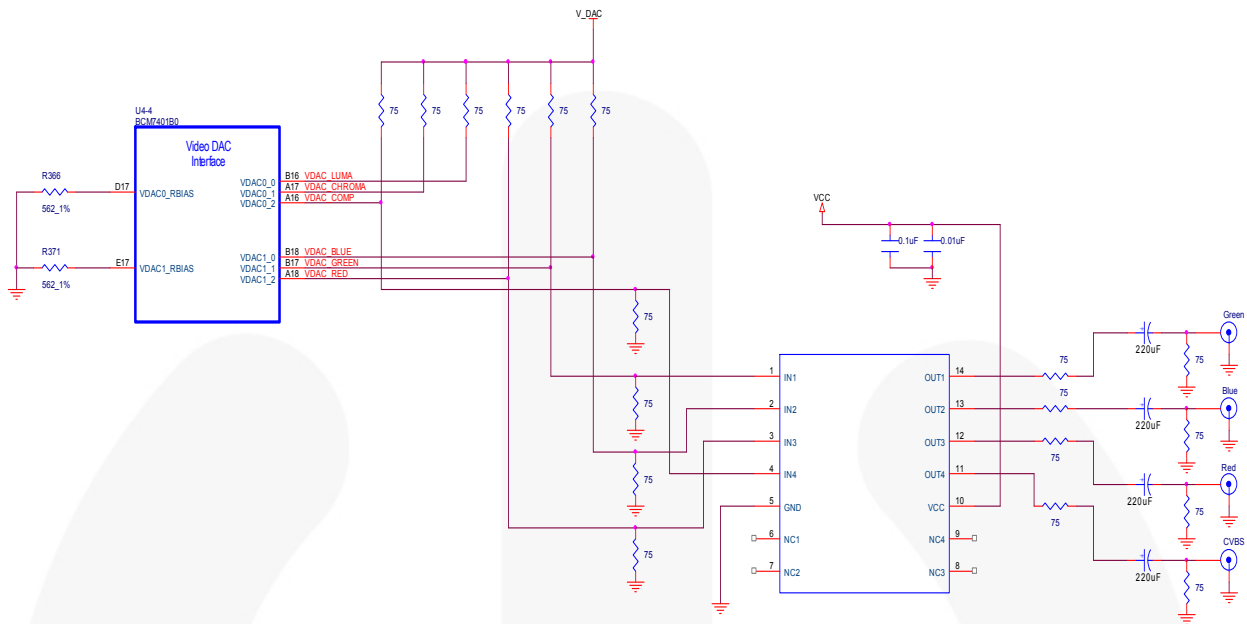 V_DAC
75
75
75
75
75
75
U4-4
BCM7401B0
Video DAC
Interface
R366
562_1%
D17
VDAC0_RBIAS
VDAC0_0
B16
VDAC_LUMA
VDAC0_1
A17
VDAC_CHROMA
VDAC0_2
A16
VDAC_COMP
R371
562_1%
E17
VDAC1_RBIAS
VDAC1_0
B18
VDAC_BLUE
VDAC1_1
B17
VDAC_GREEN
VDAC1_2
A18
VDAC_RED
VCC
0.1uF
0.01uF
75
75
75
75
1
IN1
2
IN2
3
IN3
4
IN4
5
GND
6
NC1
7
NC2
OUT1
14
OUT2
13
OUT3
12
OUT4
11
VCC
10
NC4
9
NC3
8
75
75
75
75
220uF
75
Green
220uF
75
Blue
220uF
75
Red
220uF
75
CVBS